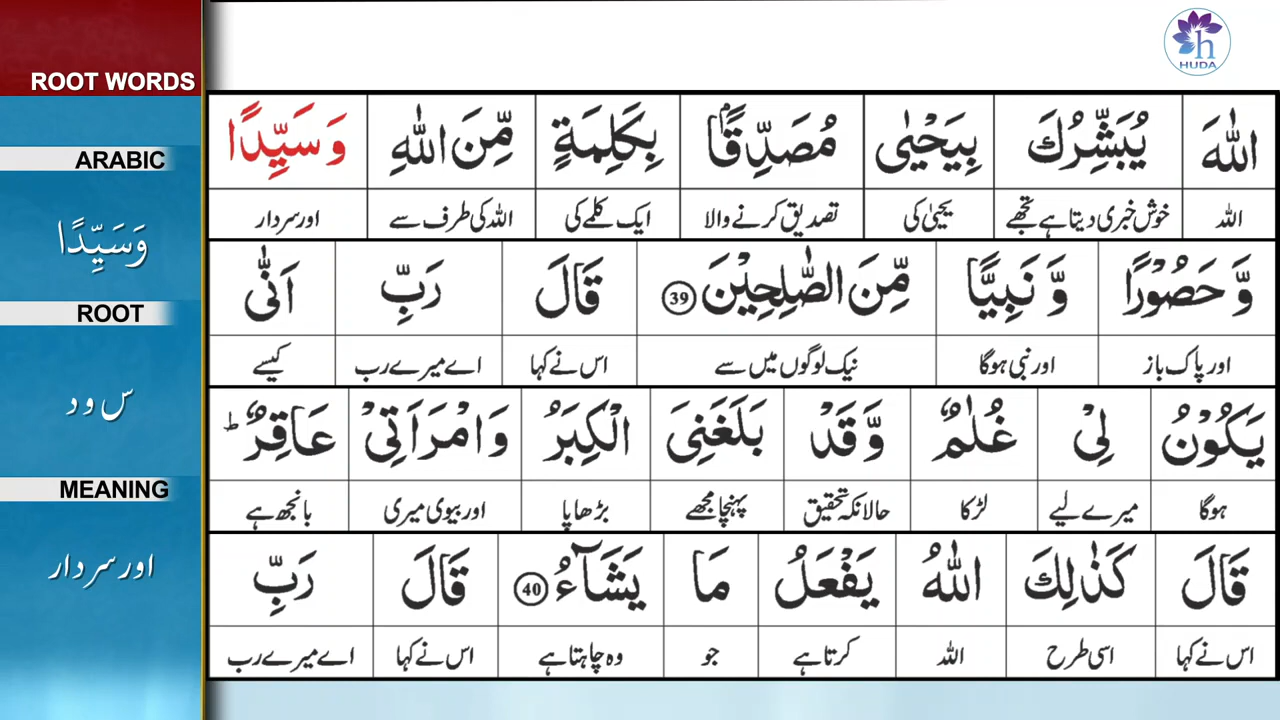 ROOT WORDS
ARABIC
وَسَيِّدًا
ROOT
س و د
MEANING
اور سردار
h
HUDA
اللّٰهَ يُبَشِّرُكَ بِيَحْيٰى مُصَدِّقًاۢ بِكَلِمَةٍ مِّنَ اللّٰهِ وَ سَيِّدًا
اللہ خوش خبری دیتا ہے تجھے یحییٰ کی تصدیق کرنے والا ایک کلمے کی اللہ کی طرف سے اور سردار
وَّ حَصُوْرًا وَّ نَبِيًّا مِّنَ الصّٰلِحِيْنَ 39 قَالَ رَبِّ اَنّٰى
اور پاک باز اور نبی ہوگا نیک لوگوں میں سے اس نے کہا اے میرے رب کیسے
يَكُوْنُ لِىْ غُلٰمٌ وَّ قَدْ بَلَغَنِىَ الْكِبَرُ وَ امْرَاَتِىْ عَاقِرٌ ؕ
ہوگا میرے لیے لڑکا حالانکہ تحقیق پہنچا مجھے بڑھاپا اور بیوی میری بانجھ ہے
قَالَ كَذٰلِكَ اللّٰهُ يَفْعَلُ مَا يَشَآءُ 40 قَالَ رَبِّ
اس نے کہا اسی طرح اللہ کرتا ہے جو وہ چاہتا ہے اس نے کہا اے میرے رب